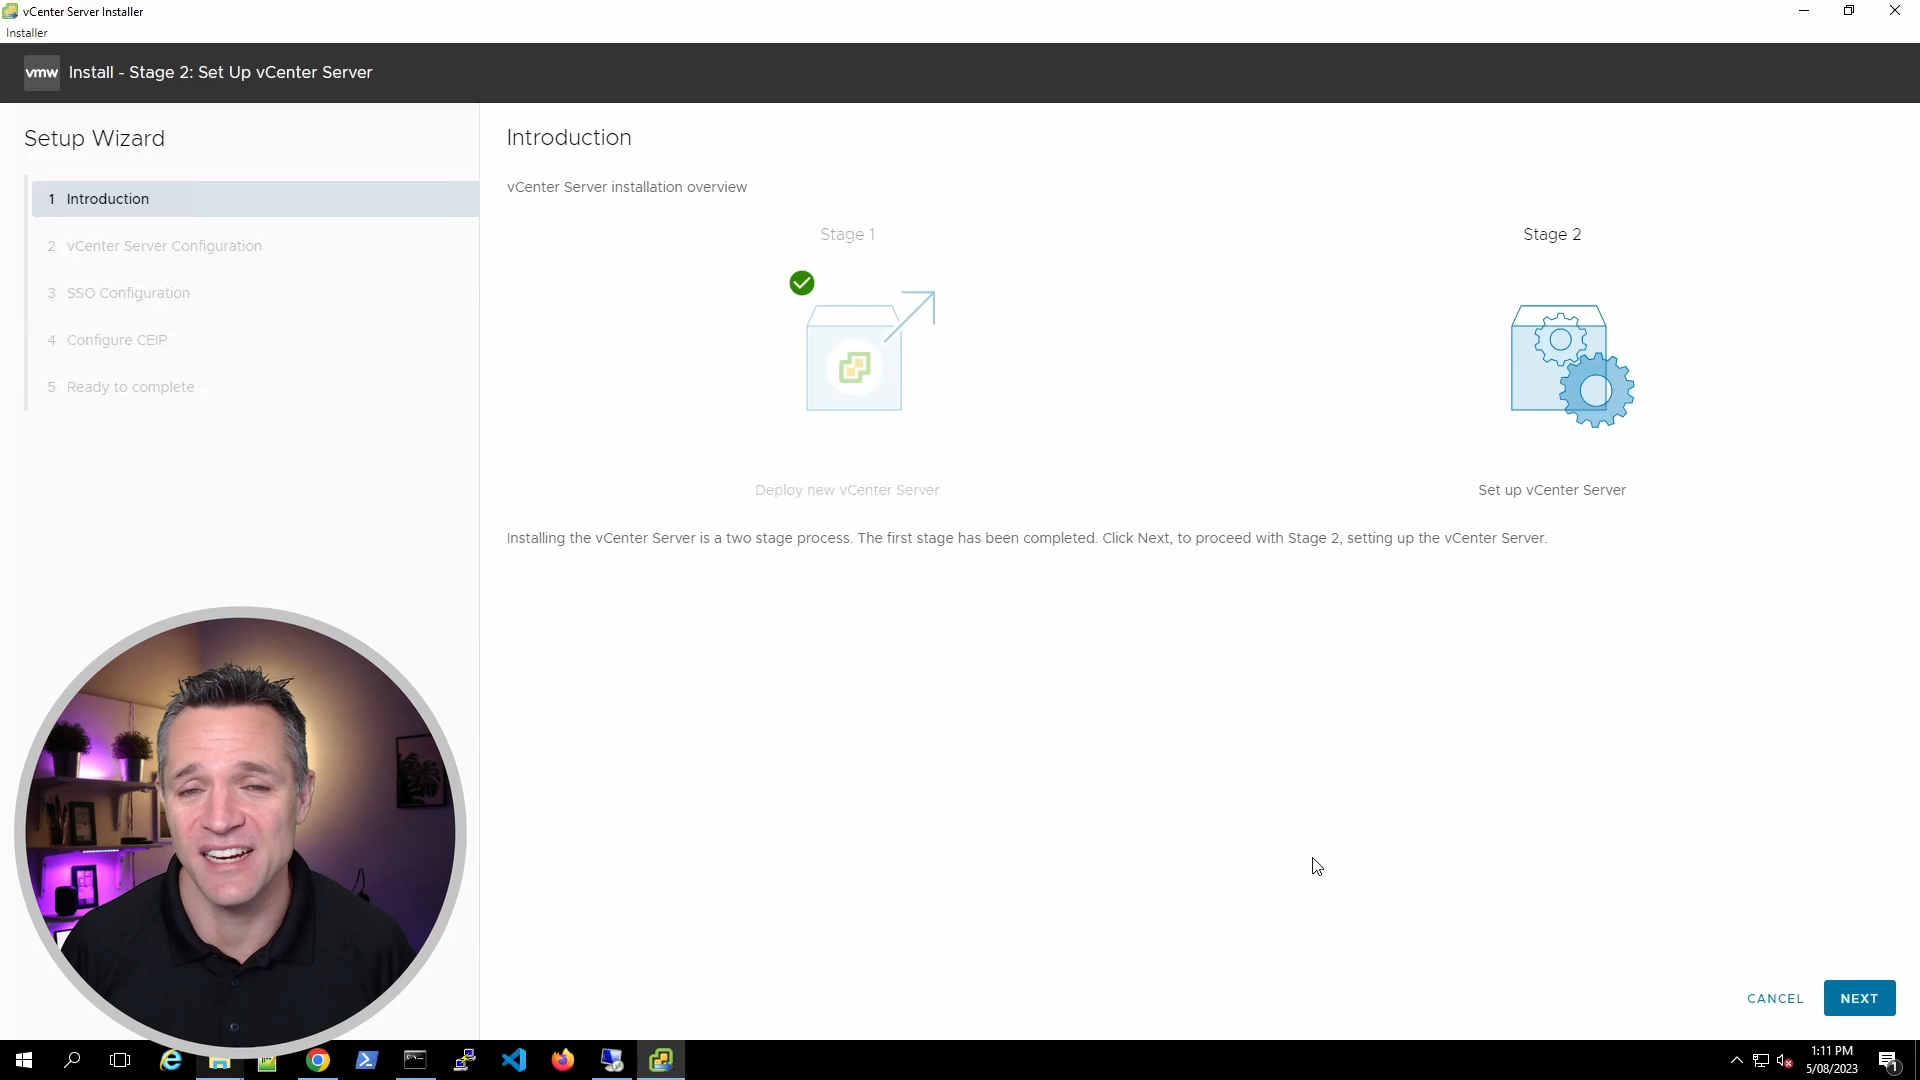 vCenter Server Installer
Installer
vmw Install - Stage 2: Set Up vCenter Server
Setup Wizard
1 Introduction
2 vCenter Server Configuration
3 SSO Configuration
4 Configure CEIP
5 Ready to complete
Introduction
vCenter Server installation overview
Stage 1
Stage 2
Deploy new vCenter Server
Set up vCenter Server
Installing the vCenter Server is a two stage process. The first stage has been completed. Click Next, to proceed with Stage 2, setting up the vCenter Server.
CANCEL
NEXT
1:11 PM
5/08/2023
1